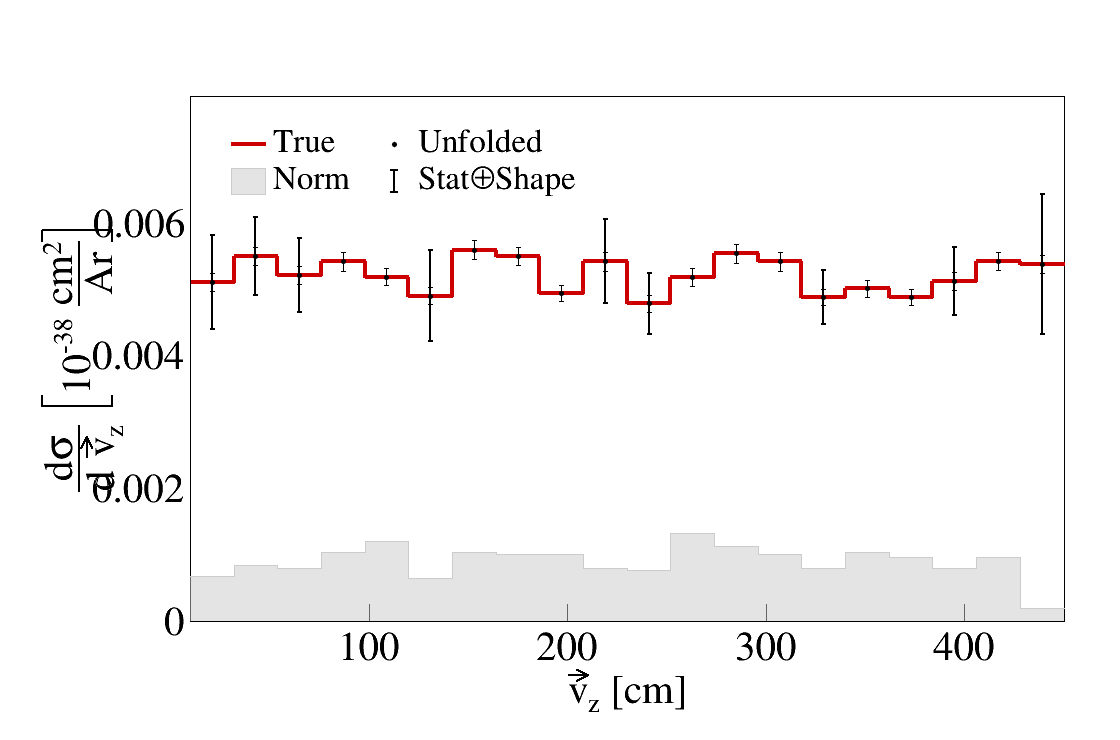 True
Unfolded
Norm
Stat⊕Shape
0.006
0.004
0.002
0
dσ/d v⃗z [10^-38 cm²/Ar]
100 200 300 400
v⃗z [cm]